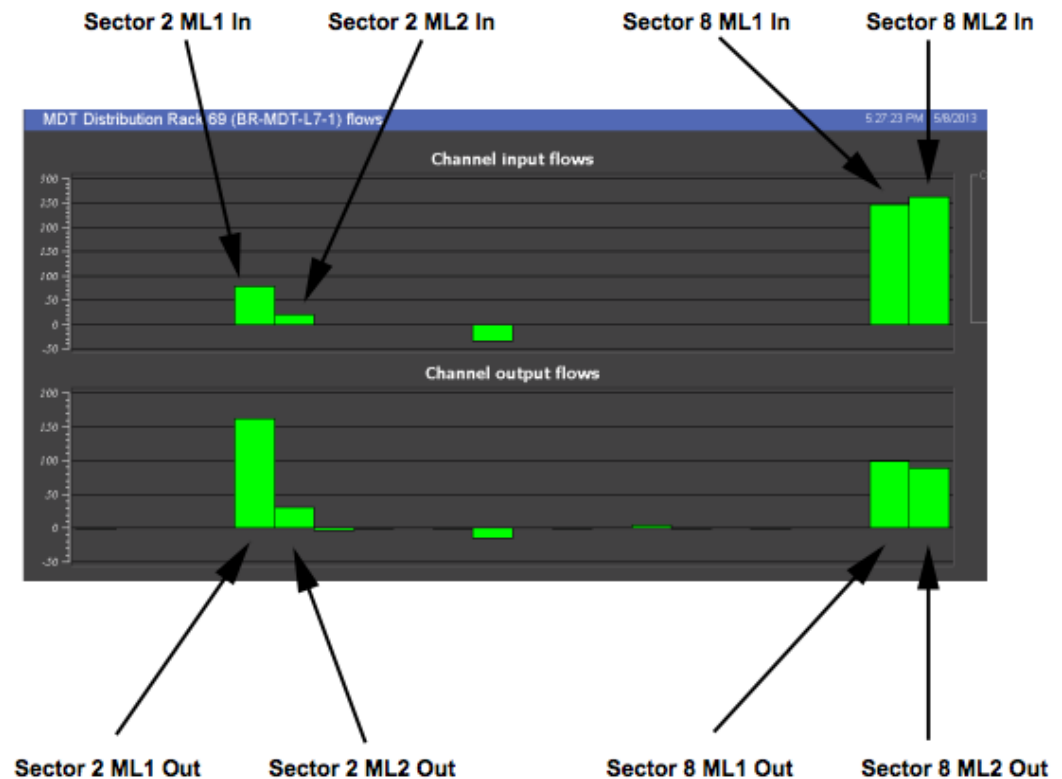 Sector 2 ML1 In Sector 2 ML2 In Sector 8 ML1 In Sector 8 ML2 In
MDT Distribution Rack 69 (BR-MDT-L7-1) flows 5:27:23 PM 5/8/2013
Channel input flows
300
250
200
150
100
50
0
-50
Channel output flows
200
150
100
50
0
-50
Sector 2 ML1 Out Sector 2 ML2 Out Sector 8 ML1 Out Sector 8 ML2 Out